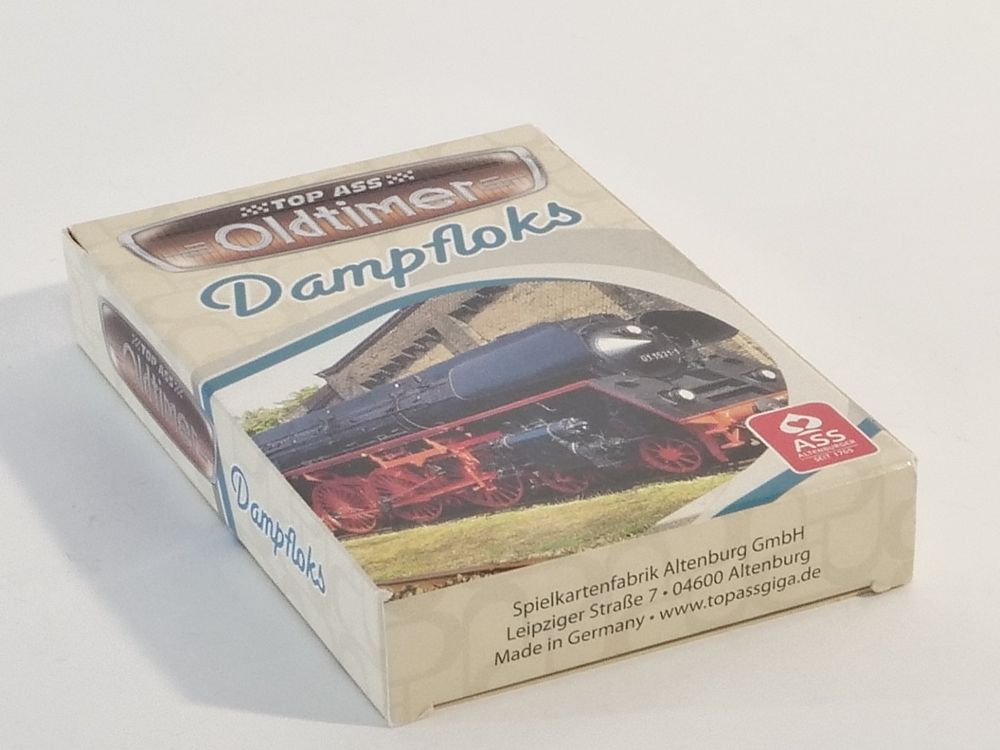 TOP ASS
Oldtimer
Dampfloks
TOP ASS
Oldtimer
Dampfloks
ASS
ALTENBURGER
SEIT 1765
Spielkartenfabrik Altenburg GmbH
Leipziger Straße 7 • 04600 Altenburg
Made in Germany • www.topassgiga.de